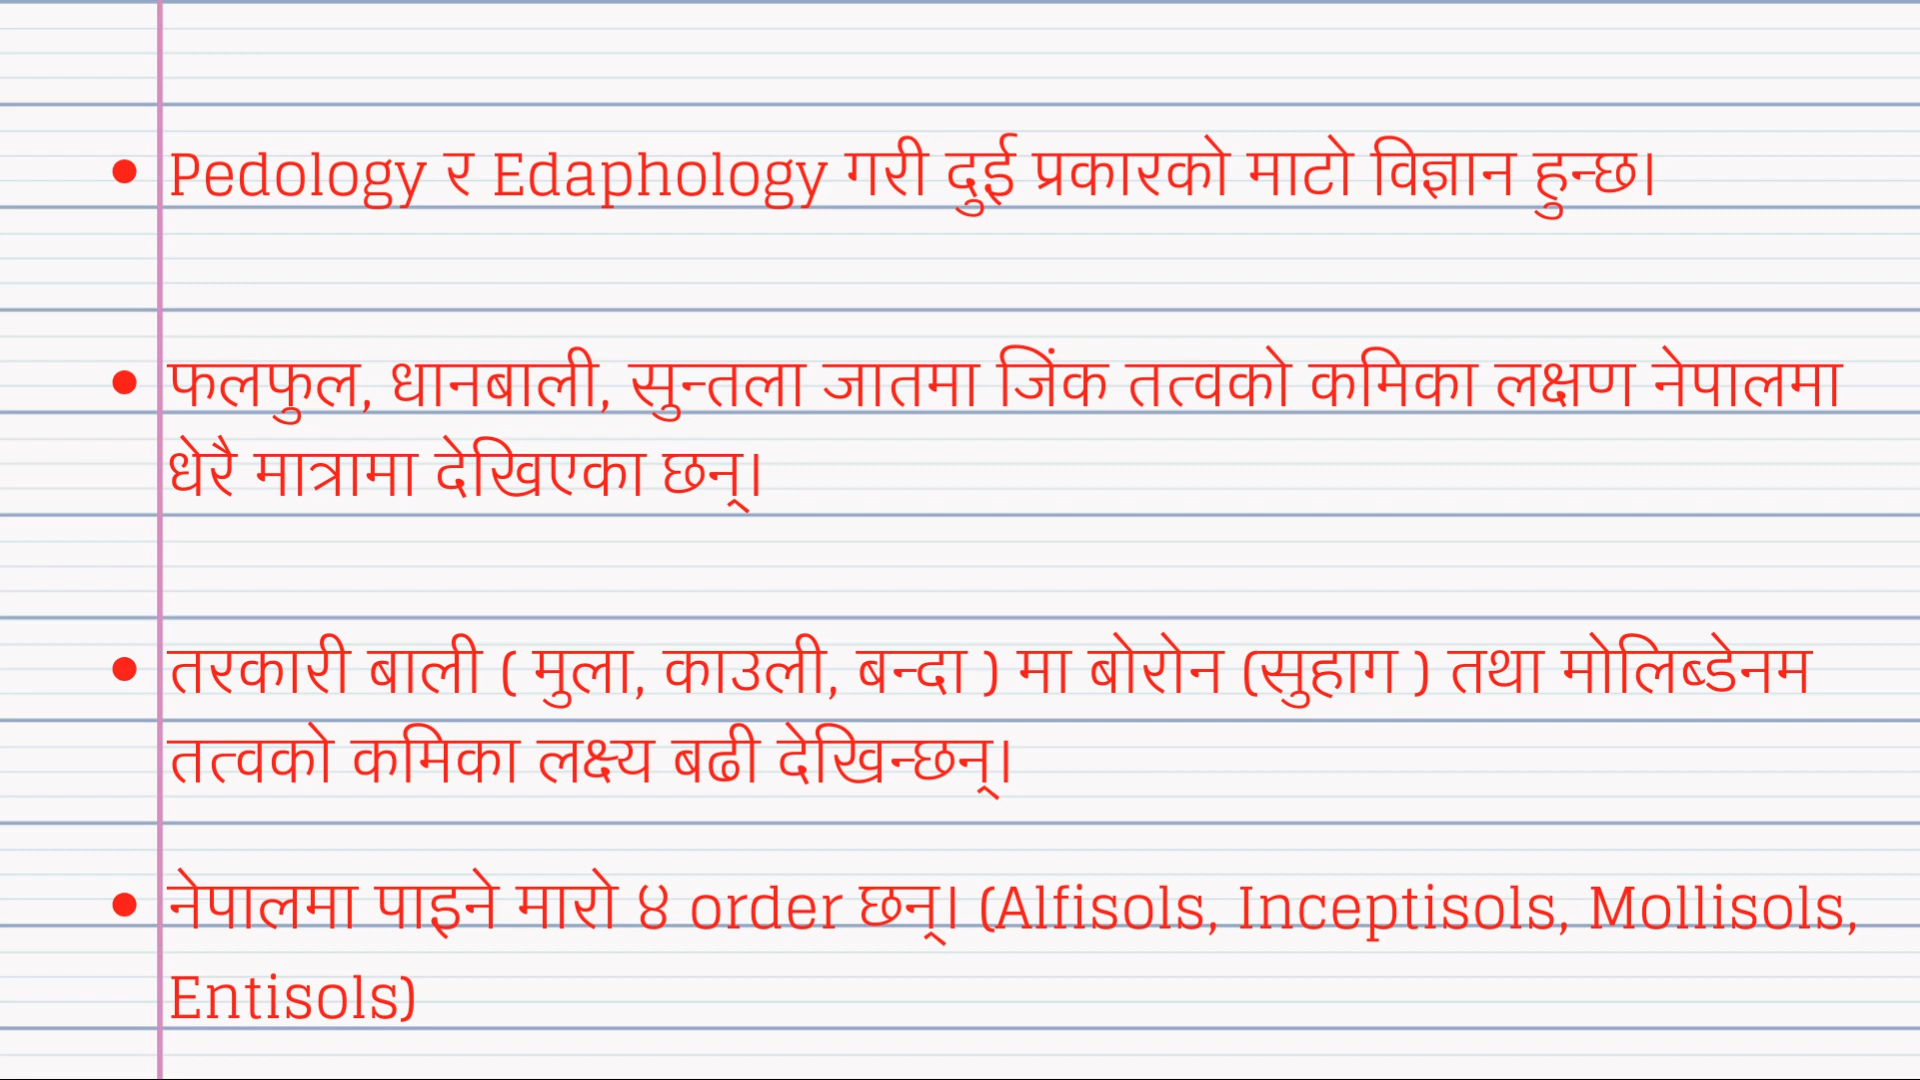 • Pedology र Edaphology गरी दुई प्रकारको माटो विज्ञान हुन्छ।
• फलफुल, धानबाली, सुन्तला जातमा जिंक तत्वको कमिका लक्षण नेपालमा
धेरै मात्रामा देखिएका छन्।
• तरकारी बाली ( मुला, काउली, बन्दा ) मा बोरोन (सुहाग ) तथा मोलिब्डेनम
तत्वको कमिका लक्ष्य बढी देखिन्छन्।
• नेपालमा पाइने मारो ४ order छन्। (Alfisols, Inceptisols, Mollisols,
Entisols)